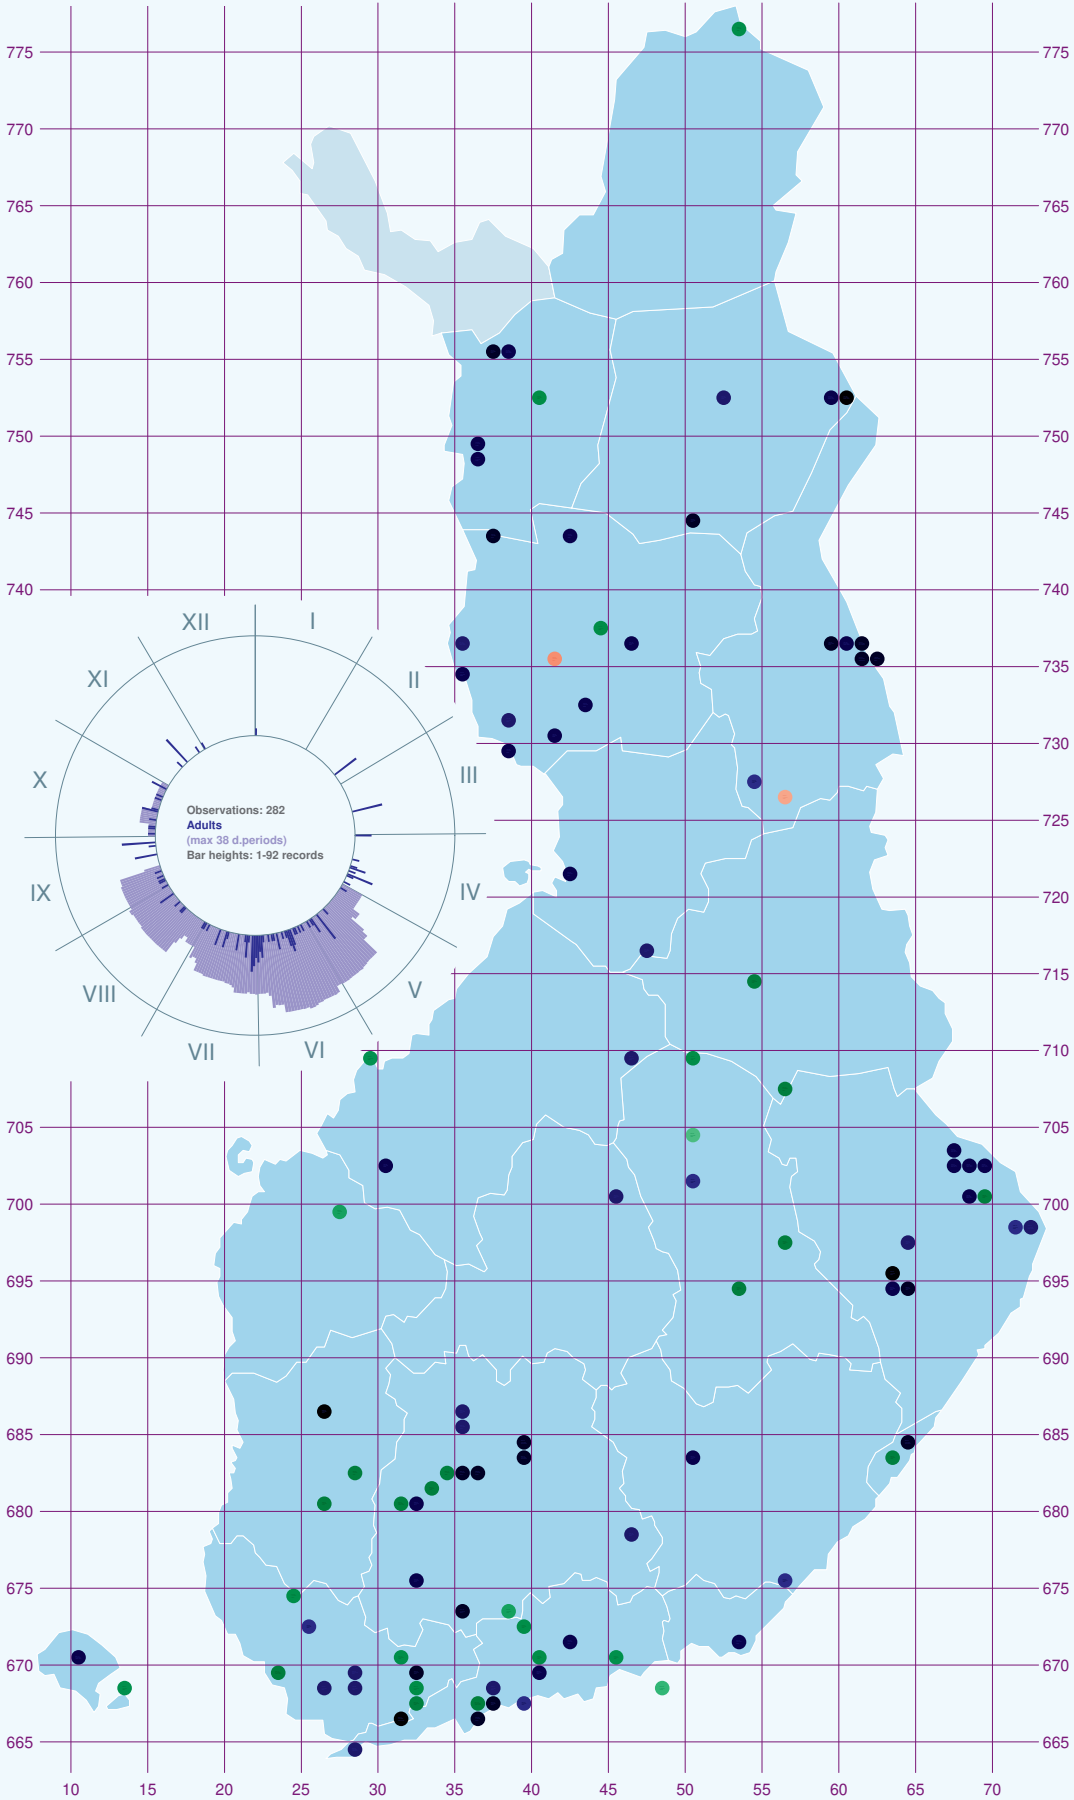 775 775
770 770
765 765
760 760
755 755
750 750
745 745
740 740
XII I
XI II
735 735
730 730
X III
Observations: 282
Adults
(max 38 d.periods)
Bar heights: 1-92 records
725 725
IX IV
720 720
715 715
VIII V
VII VI
710 710
705 705
700 700
695 695
690 690
685 685
680 680
675 675
670 670
665 665
10 15 20 25 30 35 40 45 50 55 60 65 70